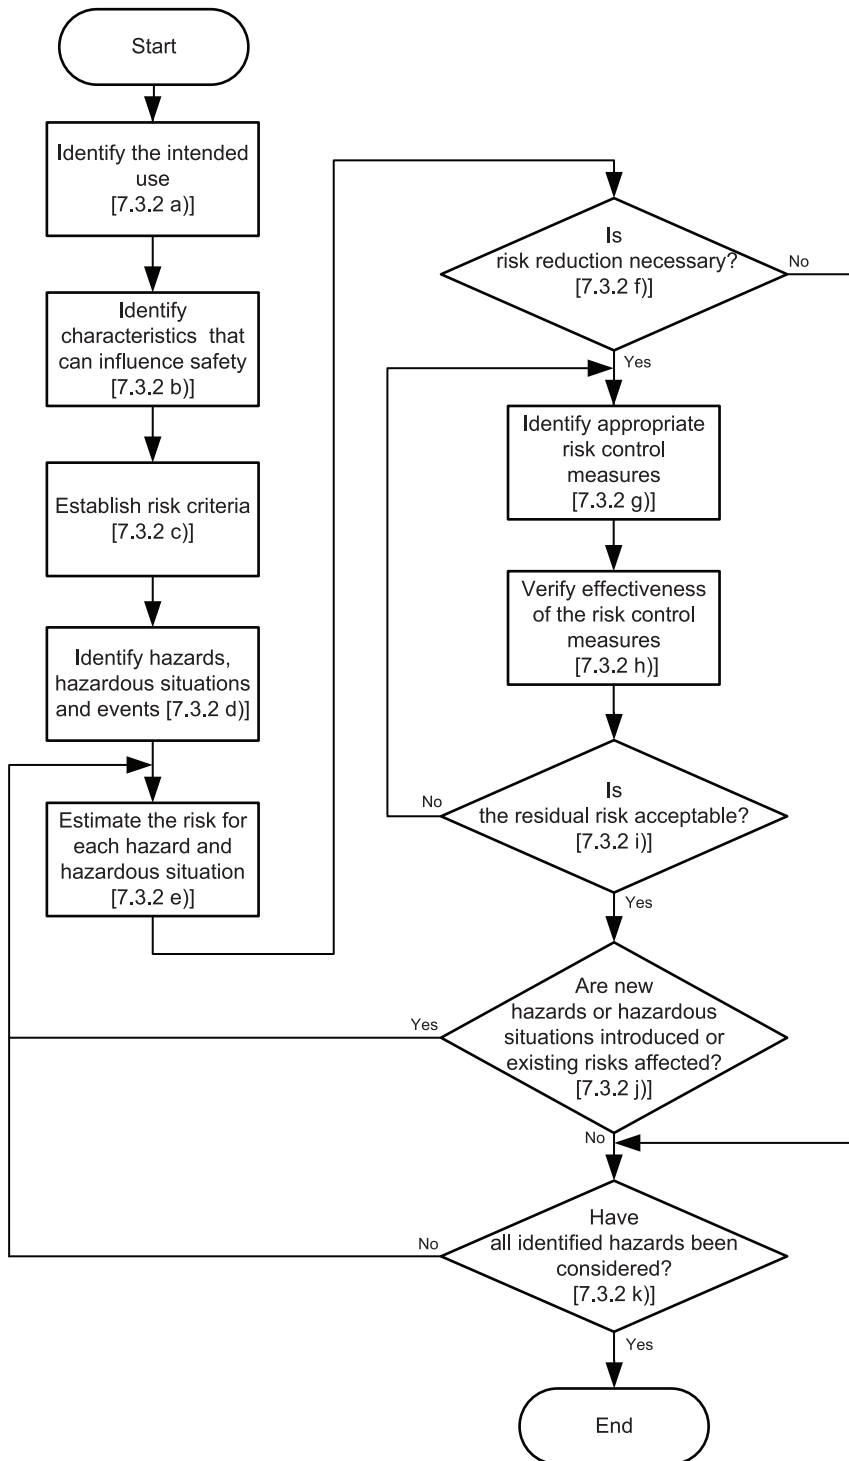 Start
Identify the intended
use
[7.3.2 a)]
Identify
characteristics that
can influence safety
[7.3.2 b)]
Establish risk criteria
[7.3.2 c)]
Identify hazards,
hazardous situations
and events [7.3.2 d)]
Estimate the risk for
each hazard and
hazardous situation
[7.3.2 e)]
Is
risk reduction necessary?
[7.3.2 f)]
No
Yes
Identify appropriate
risk control
measures
[7.3.2 g)]
Verify effectiveness
of the risk control
measures
[7.3.2 h)]
Is
the residual risk acceptable?
[7.3.2 i)]
No
Yes
Are new
hazards or hazardous
situations introduced or
existing risks affected?
[7.3.2 j)]
Yes
No
Have
all identified hazards been
considered?
[7.3.2 k)]
No
Yes
End